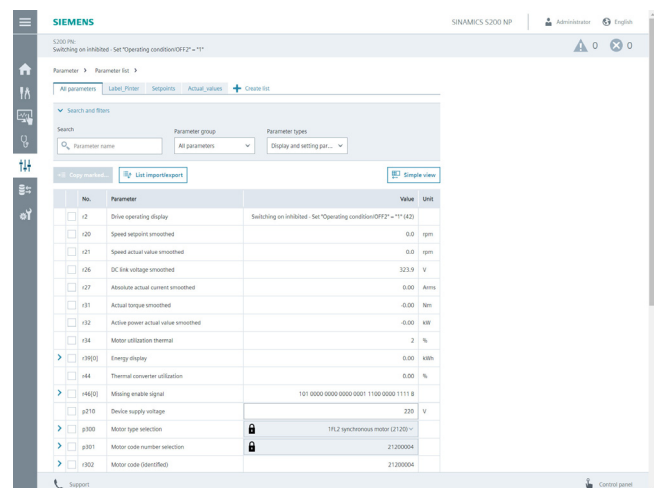 SIEMENS
SINAMICS S200 NP
Administrator
English
S200 PN:
Switching on inhibited - Set "Operating condition/OFF2" = "1"
0
0
Parameter > Parameter list >
All parameters
Label_Pinter
Setpoints
Actual_values
Create list
Search and filters
Search
Parameter group
Parameter types
Parameter name
All parameters
Display and setting par...
Copy marked...
List import/export
Simple view
No. Parameter Value Unit
r2 Drive operating display Switching on inhibited - Set "Operating condition/OFF2" = "1" (42)
r20 Speed setpoint smoothed 0.0 rpm
r21 Speed actual value smoothed 0.0 rpm
r26 DC link voltage smoothed 323.9 V
r27 Absolute actual current smoothed 0.00 Arms
r31 Actual torque smoothed -0.00 Nm
r32 Active power actual value smoothed -0.00 kW
r34 Motor utilization thermal 2 %
r39[0] Energy display 0.00 kWh
r44 Thermal converter utilization 0.00 %
r46[0] Missing enable signal 101 0000 0000 0000 0001 1100 0000 1111 B
p210 Device supply voltage 220 V
p300 Motor type selection 1FL2 synchronous motor (2120)
p301 Motor code number selection 21200004
r302 Motor code (identified) 21200004
Support
Control panel